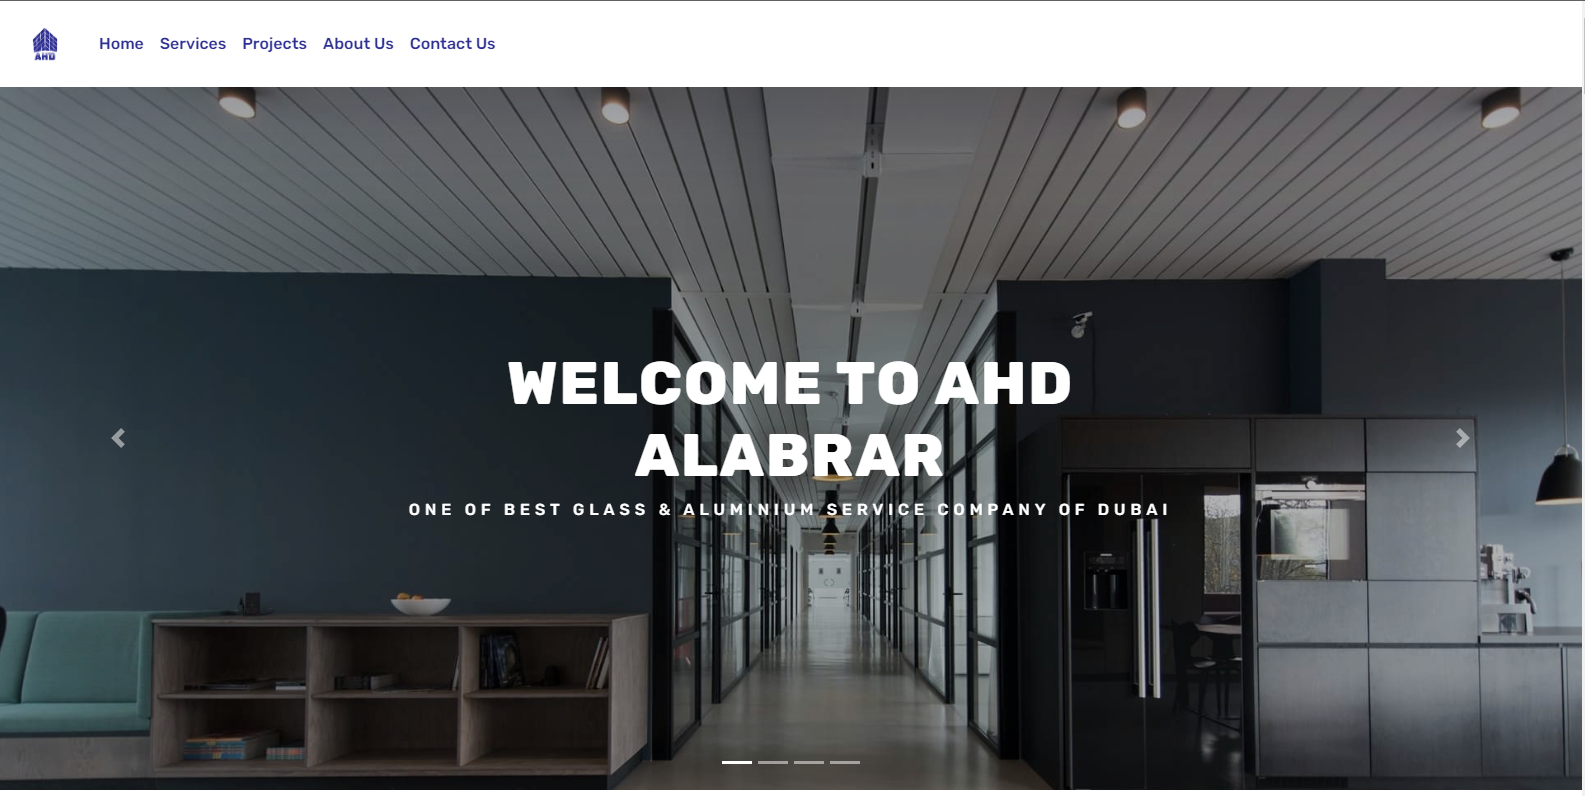 AHD
Home Services Projects About Us Contact Us
WELCOME TO AHD
ALABRAR
ONE OF BEST GLASS & ALUMINIUM SERVICE COMPANY OF DUBAI